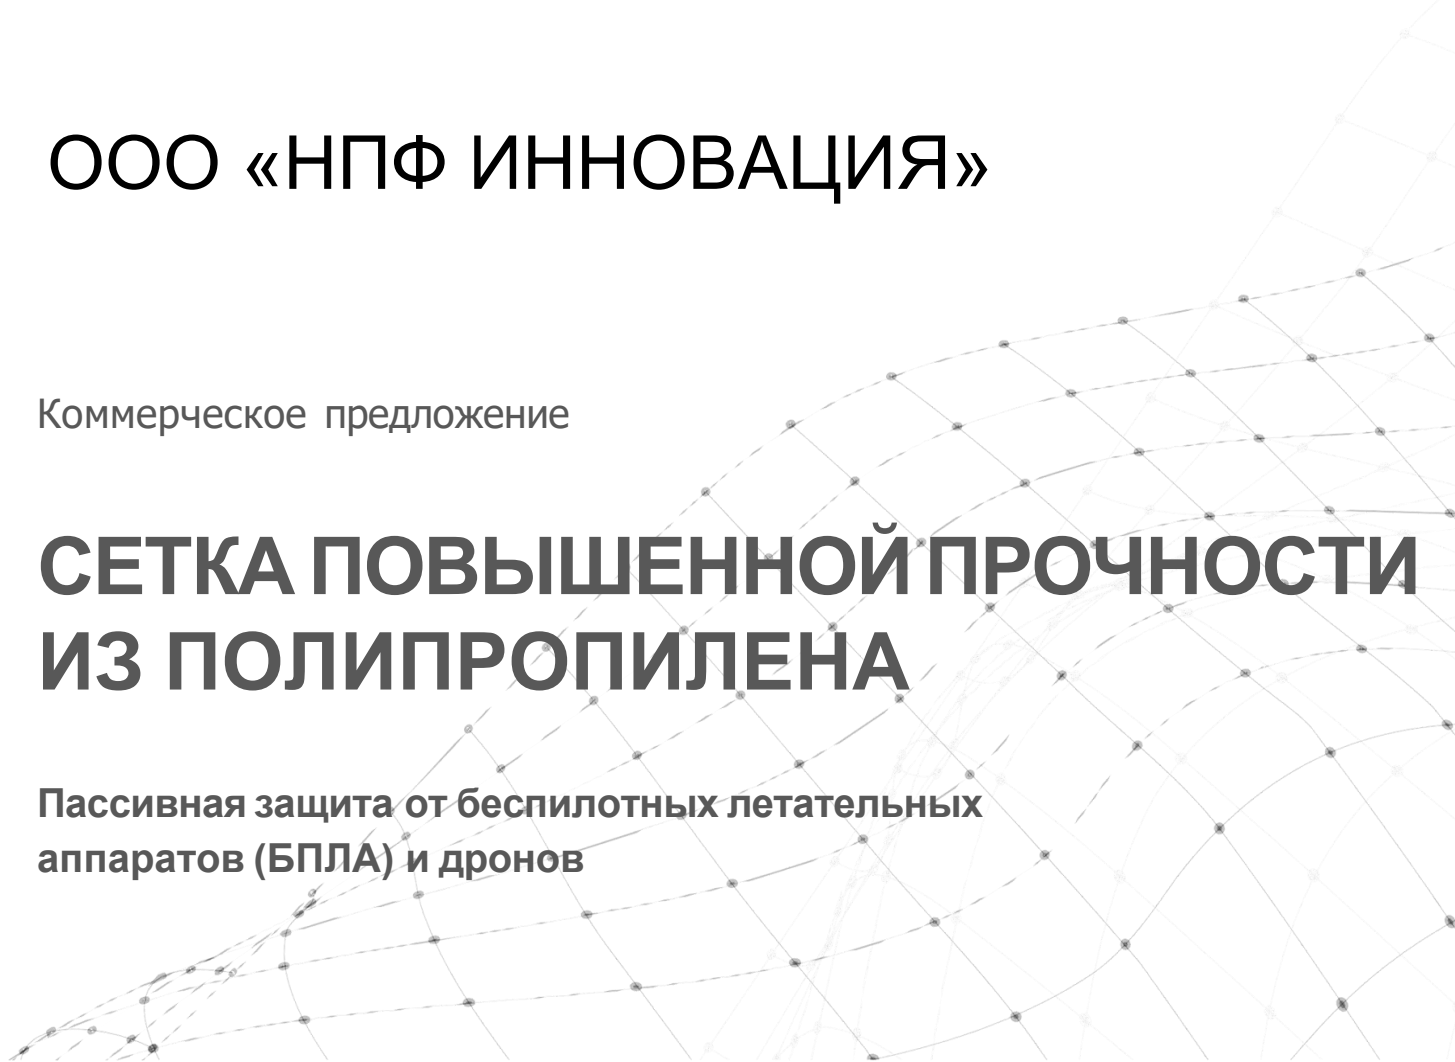 ООО «НПФ ИННОВАЦИЯ»
Коммерческое предложение
СЕТКА ПОВЫШЕННОЙ ПРОЧНОСТИ
ИЗ ПОЛИПРОПИЛЕНА
Пассивная защита от беспилотных летательных
аппаратов (БПЛА) и дронов